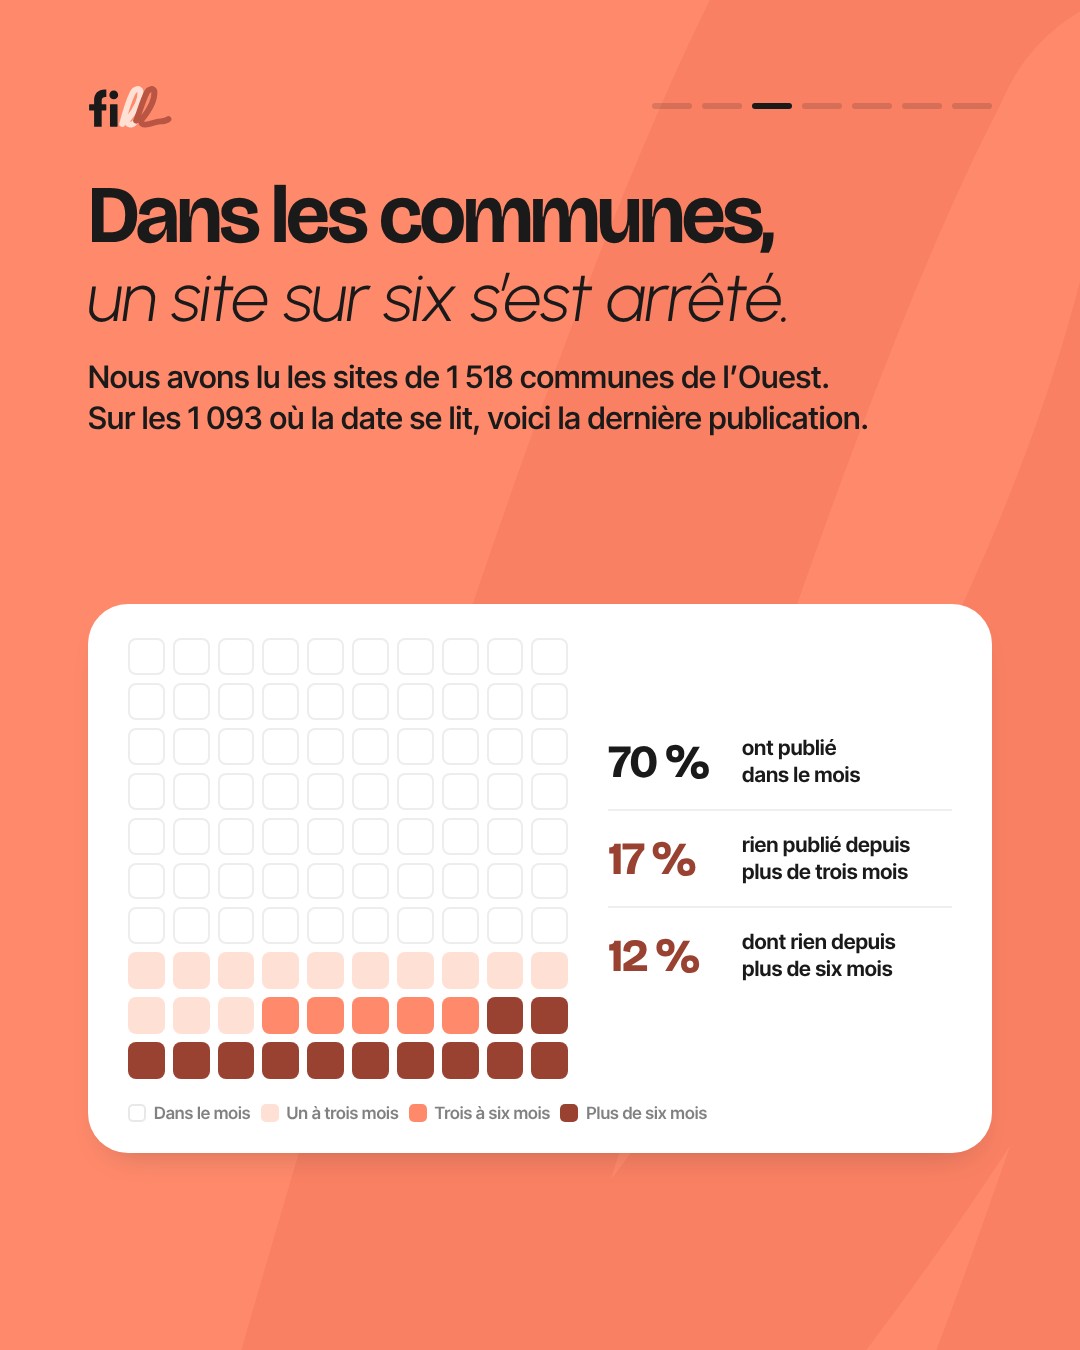 fill
Dans les communes,
un site sur six s’est arrêté.
Nous avons lu les sites de 1 518 communes de l’Ouest.
Sur les 1 093 où la date se lit, voici la dernière publication.
70 %
ont publié
dans le mois
17 %
rien publié depuis
plus de trois mois
12 %
dont rien depuis
plus de six mois
Dans le mois Un à trois mois Trois à six mois Plus de six mois